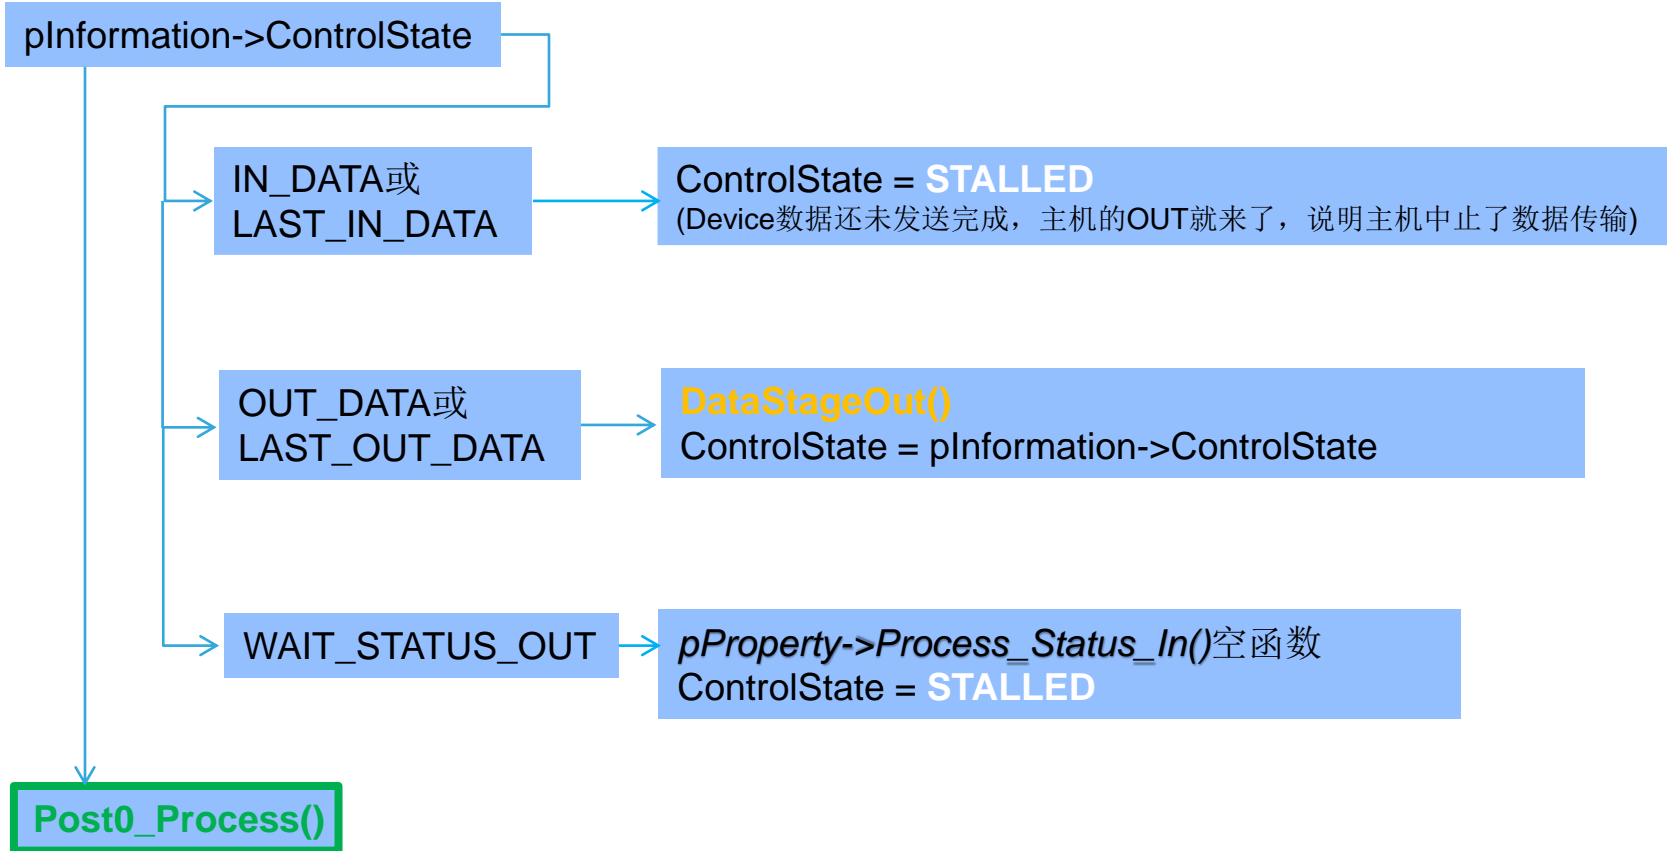 pInformation->ControlState
IN_DATA或
LAST_IN_DATA
ControlState = STALLED
(Device数据还未发送完成，主机的OUT就来了，说明主机中止了数据传输)
OUT_DATA或
LAST_OUT_DATA
DataStageOut()
ControlState = pInformation->ControlState
WAIT_STATUS_OUT
pProperty->Process_Status_In()空函数
ControlState = STALLED
Post0_Process()